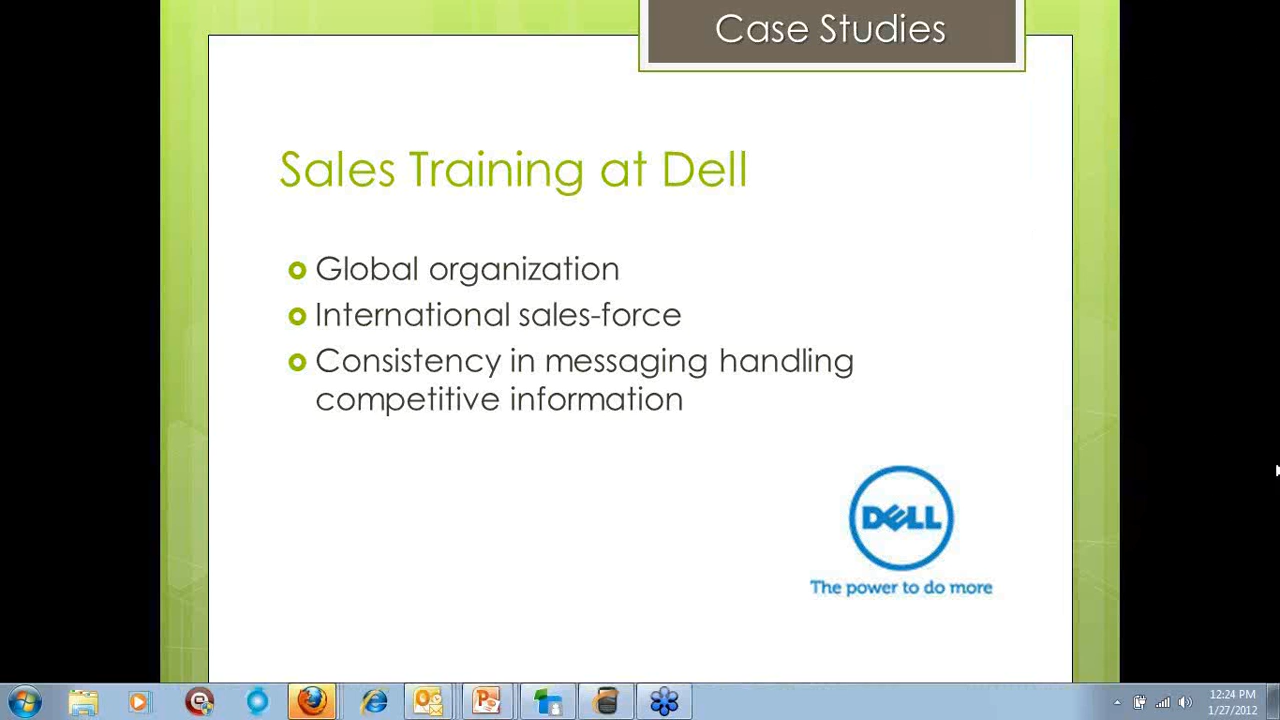 Case Studies
Sales Training at Dell
Global organization
International sales-force
Consistency in messaging handling
competitive information
DELL
The power to do more
12:24 PM
1/27/2012